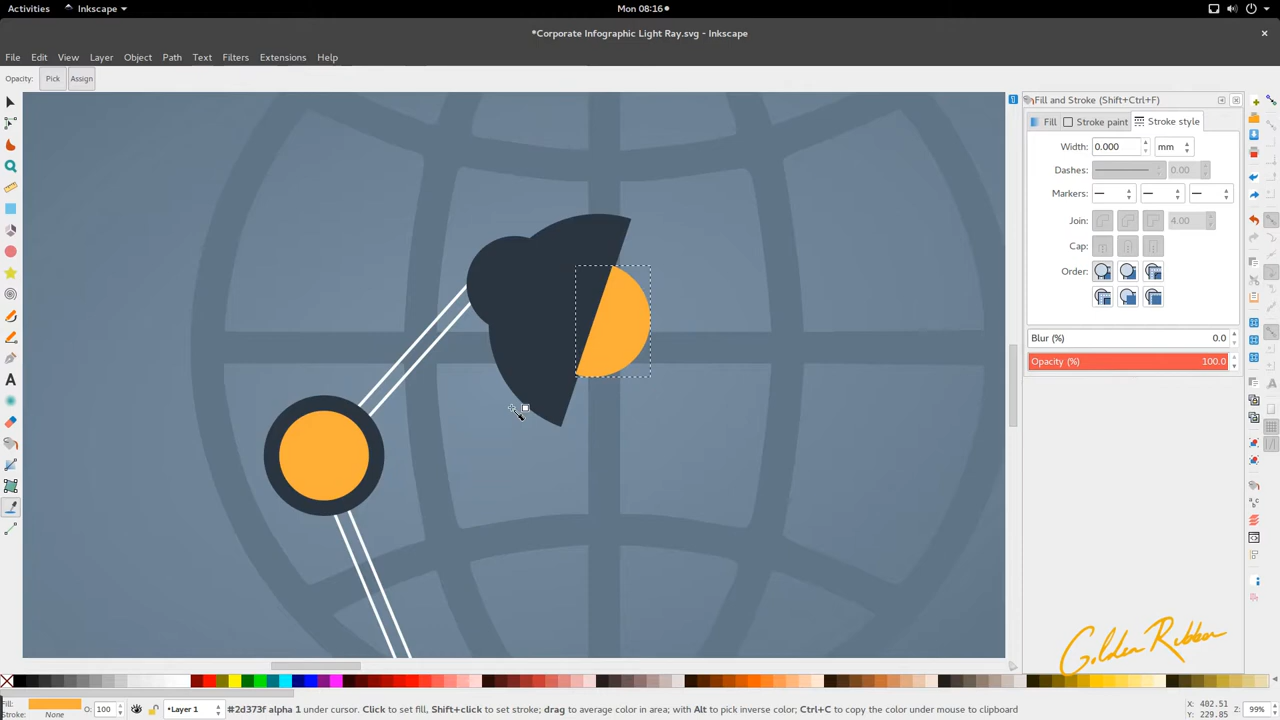 Activities Inkscape Mon 08:16
*Corporate Infographic Light Ray.svg - Inkscape
File Edit View Layer Object Path Text Filters Extensions Help
Opacity: Pick Assign
Fill and Stroke (Shift+Ctrl+F)
Fill Stroke paint Stroke style
Width: 0.000 mm
Dashes: 0.00
Markers:
Join: 4.00
Cap:
Order:
Blur (%) 0.0
Opacity (%) 100.0
Golden Ribbon
Fill: O: 100 Layer 1 #2d373f alpha 1 under cursor. Click to set fill, Shift+click to set stroke; drag to average color in area; with Alt to pick inverse color; Ctrl+C to copy the color under mouse to clipboard X: 402.51 Z: 99%
Stroke: None Y: 229.85